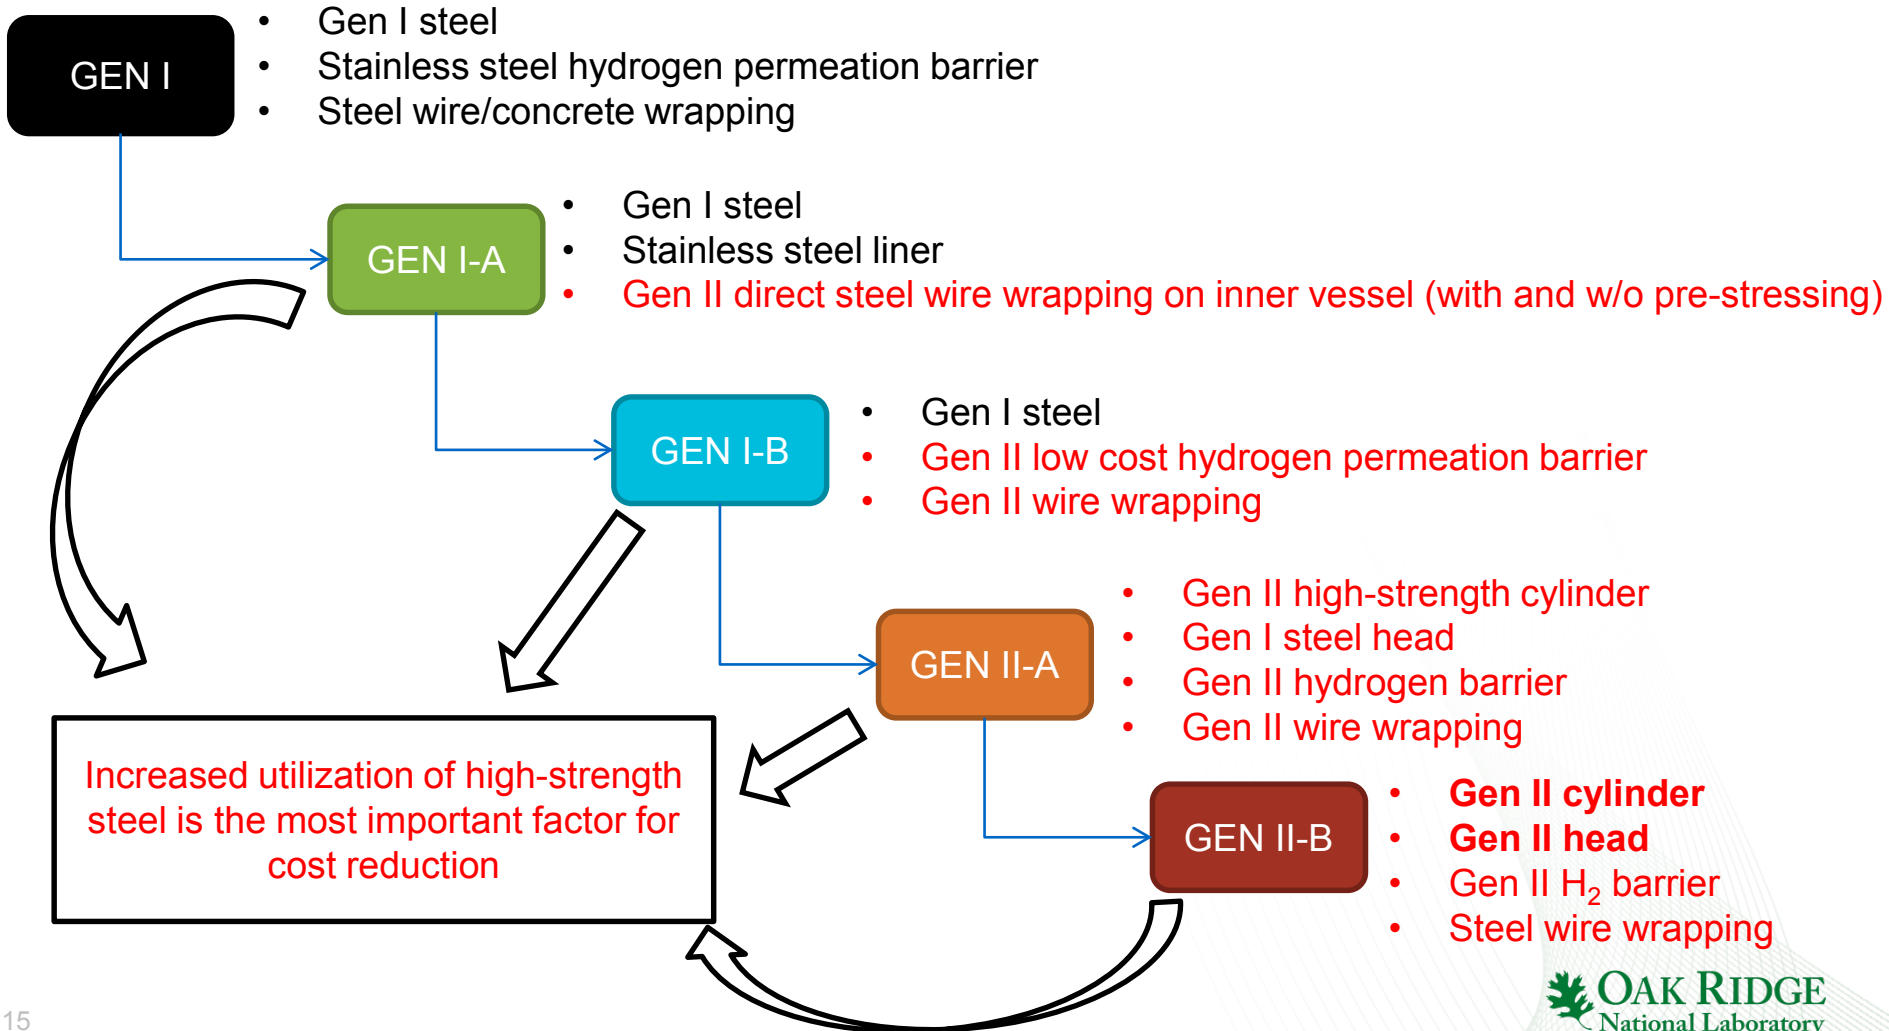 GEN I
• Gen I steel
• Stainless steel hydrogen permeation barrier
• Steel wire/concrete wrapping
GEN I-A
• Gen I steel
• Stainless steel liner
• Gen II direct steel wire wrapping on inner vessel (with and w/o pre-stressing)
GEN I-B
• Gen I steel
• Gen II low cost hydrogen permeation barrier
• Gen II wire wrapping
GEN II-A
• Gen II high-strength cylinder
• Gen I steel head
• Gen II hydrogen barrier
• Gen II wire wrapping
Increased utilization of high-strength
steel is the most important factor for
cost reduction
GEN II-B
• Gen II cylinder
• Gen II head
• Gen II H₂ barrier
• Steel wire wrapping
OAK RIDGE
National Laboratory
15